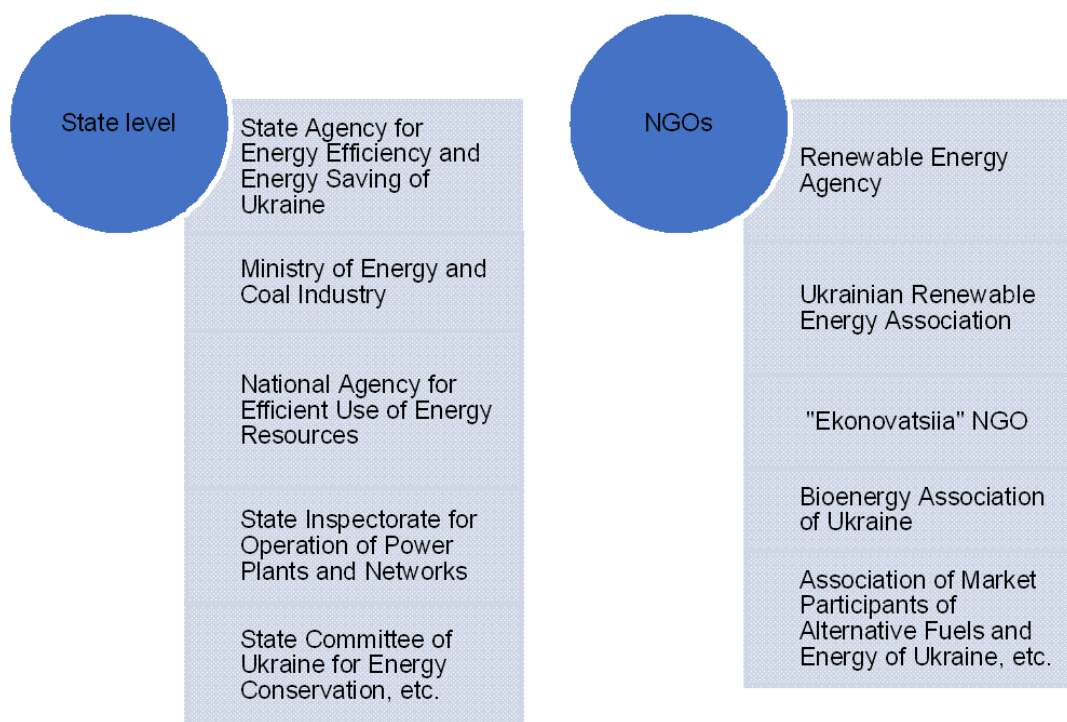 State level
State Agency for
Energy Efficiency and
Energy Saving of
Ukraine
Ministry of Energy and
Coal Industry
National Agency for
Efficient Use of Energy
Resources
State Inspectorate for
Operation of Power
Plants and Networks
State Committee of
Ukraine for Energy
Conservation, etc.
NGOs
Renewable Energy
Agency
Ukrainian Renewable
Energy Association
"Ekonovatsiia" NGO
Bioenergy Association
of Ukraine
Association of Market
Participants of
Alternative Fuels and
Energy of Ukraine, etc.